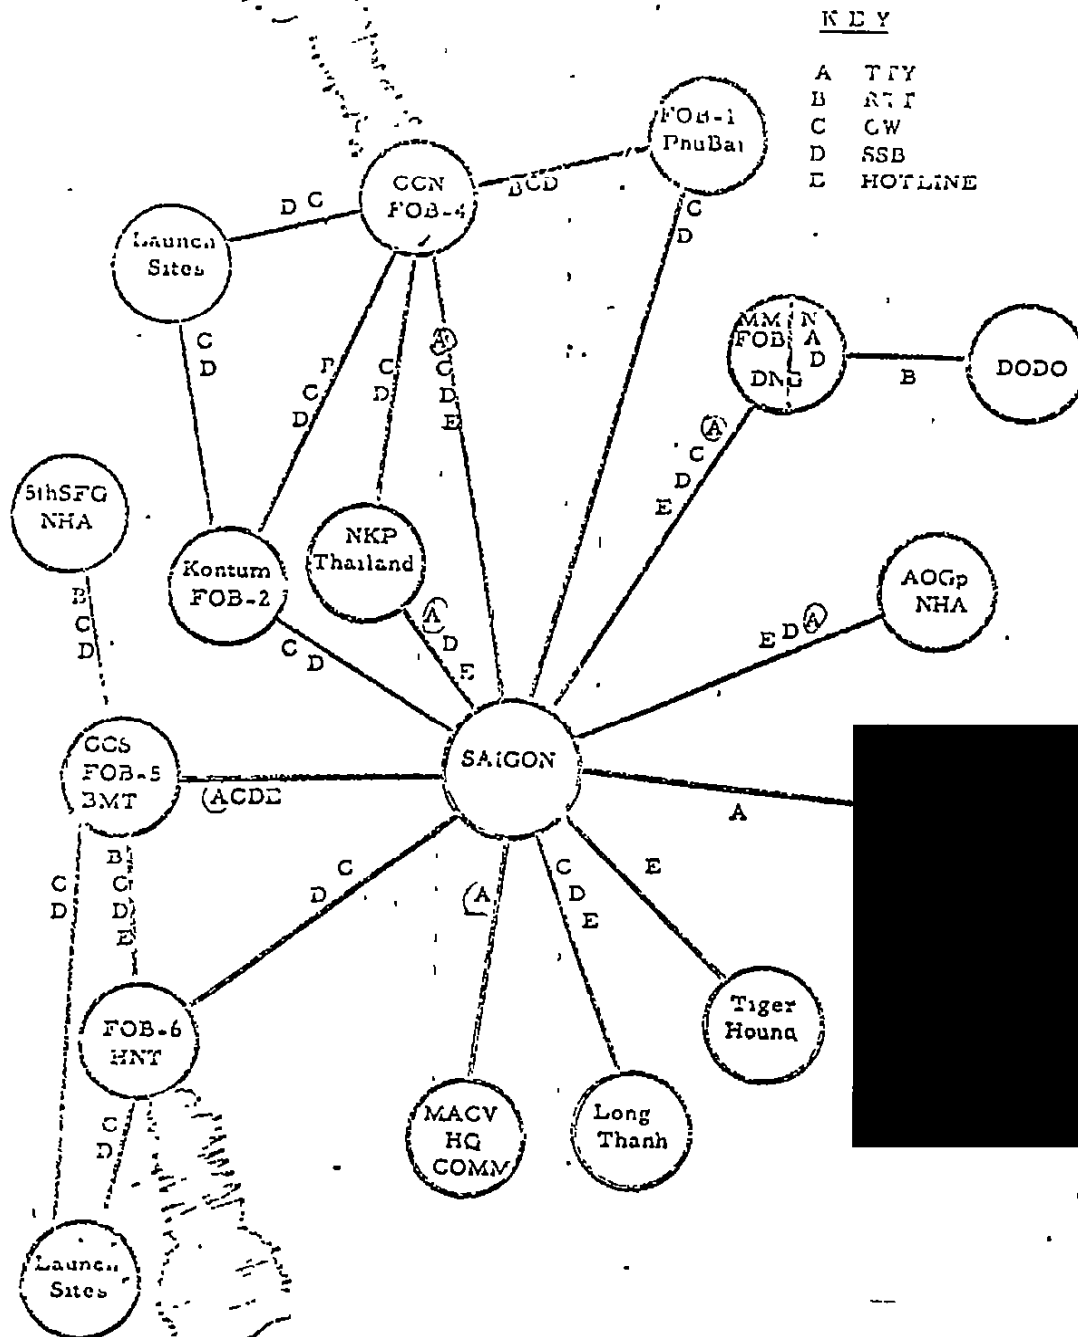 KEY
A TTY
B RTT
C CW
D SSB
E HOTLINE
FOB-1
PhuBai
CCN
FOB-4
BCD
D C
Launch
Sites
C
D
C
D
A
C
D
E
C
D
C
D
MM
FOB
DNG
NAD
B
DODO
A
C
D
E
5thSFG
NHA
Kontum
FOB-2
NKP
Thailand
AOGp
NHA
E D A
B
C
D
A
D
E
C D
CCS
FOB-5
BMT
SAIGON
ACDE
A
B
C
D
E
C
D
D C
A
C
D
E
E
Tiger
Hound
FOB-6
HNT
C
D
MACV
HQ
COMM
Long
Thanh
Launch
Sites